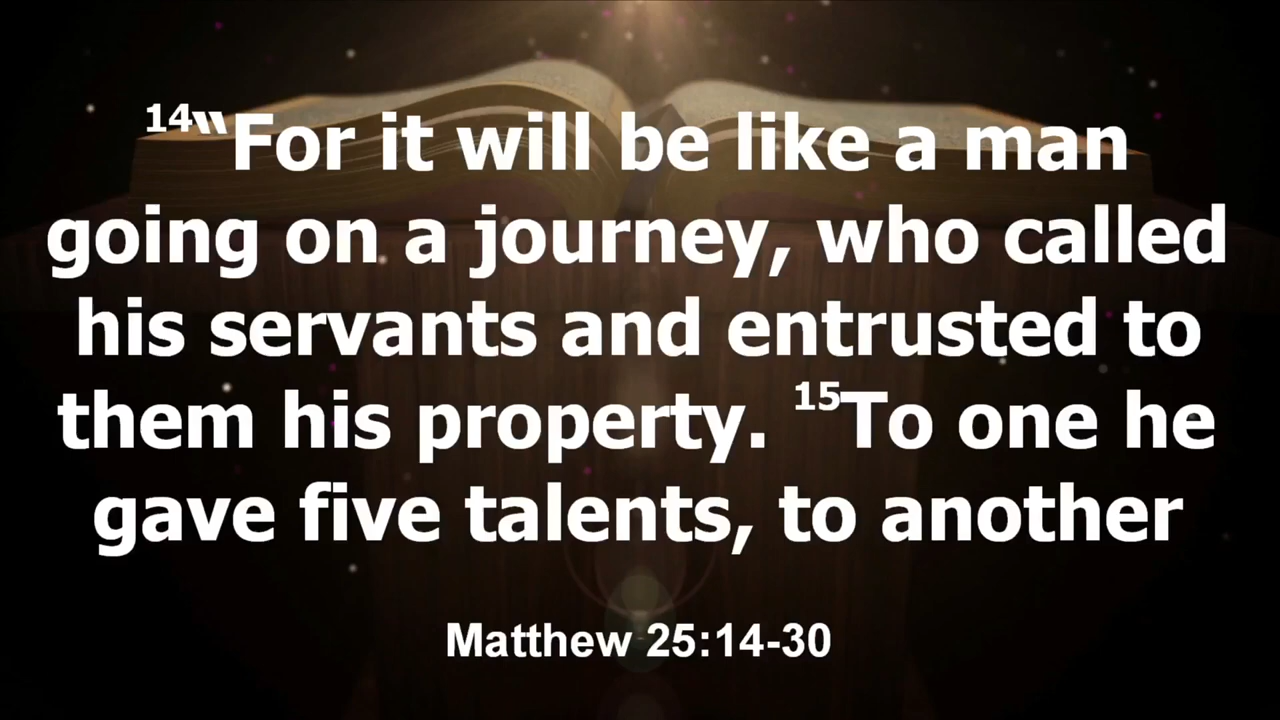 14“For it will be like a man
going on a journey, who called
his servants and entrusted to
them his property. 15To one he
gave five talents, to another
Matthew 25:14-30